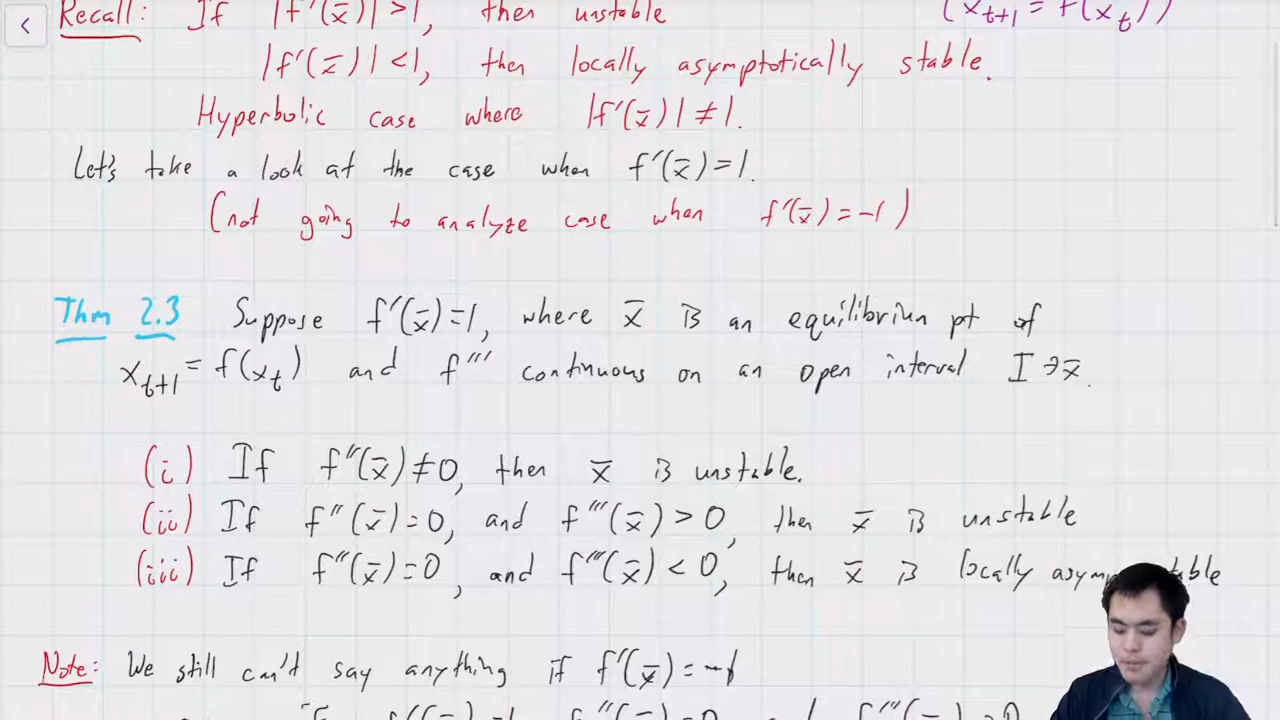 Recall: If |f'(x̄)| > 1, then unstable (x_{t+1} = f(x_t))
|f'(x̄)| < 1, then locally asymptotically stable.
Hyperbolic case where |f'(x̄)| ≠ 1.
Let's take a look at the case when f'(x̄) = 1.
(not going to analyze case when f'(x̄) = -1)
Thm 2.3 Suppose f'(x̄) = 1, where x̄ is an equilibrium pt of
x_{t+1} = f(x_t) and f''' continuous on an open interval I ∋ x̄.
(i) If f''(x̄) ≠ 0, then x̄ is unstable.
(ii) If f''(x̄) = 0, and f'''(x̄) > 0, then x̄ is unstable
(iii) If f''(x̄) = 0, and f'''(x̄) < 0, then x̄ is locally
Note: We still can't say anything if f'(x̄) = -1